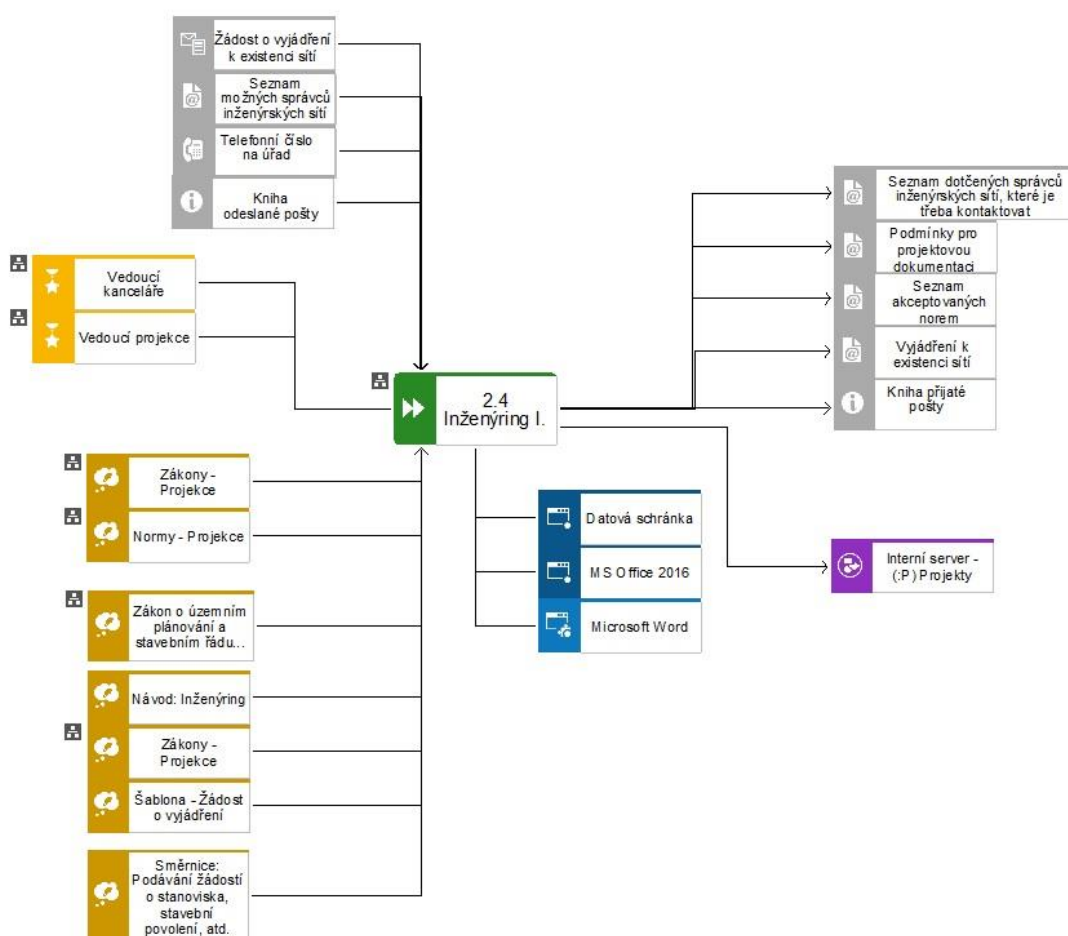 Žádost o vyjádření
k existenci sítí
Seznam
možných správců
inženýrských sítí
Telefonní číslo
na úřad
Kniha
odeslané pošty
Vedoucí
kanceláře
Vedoucí projekce
2.4
Inženýring I.
Seznam dotčených správců
inženýrských sítí, které je
třeba kontaktovat
Podmínky pro
projektovou
dokumentaci
Seznam
akceptovaných
norem
Vyjádření k
existenci sítí
Kniha přijaté
pošty
Zákony -
Projekce
Normy - Projekce
Zákon o územním
plánování a
stavebním řádu...
Návod: Inženýring
Zákony -
Projekce
Šablona - Žádost
o vyjádření
Směrnice:
Podávání žádostí
o stanoviska,
stavební
povolení, atd.
Datová schránka
MS Office 2016
Microsoft Word
Interní server -
(:P) Projekty